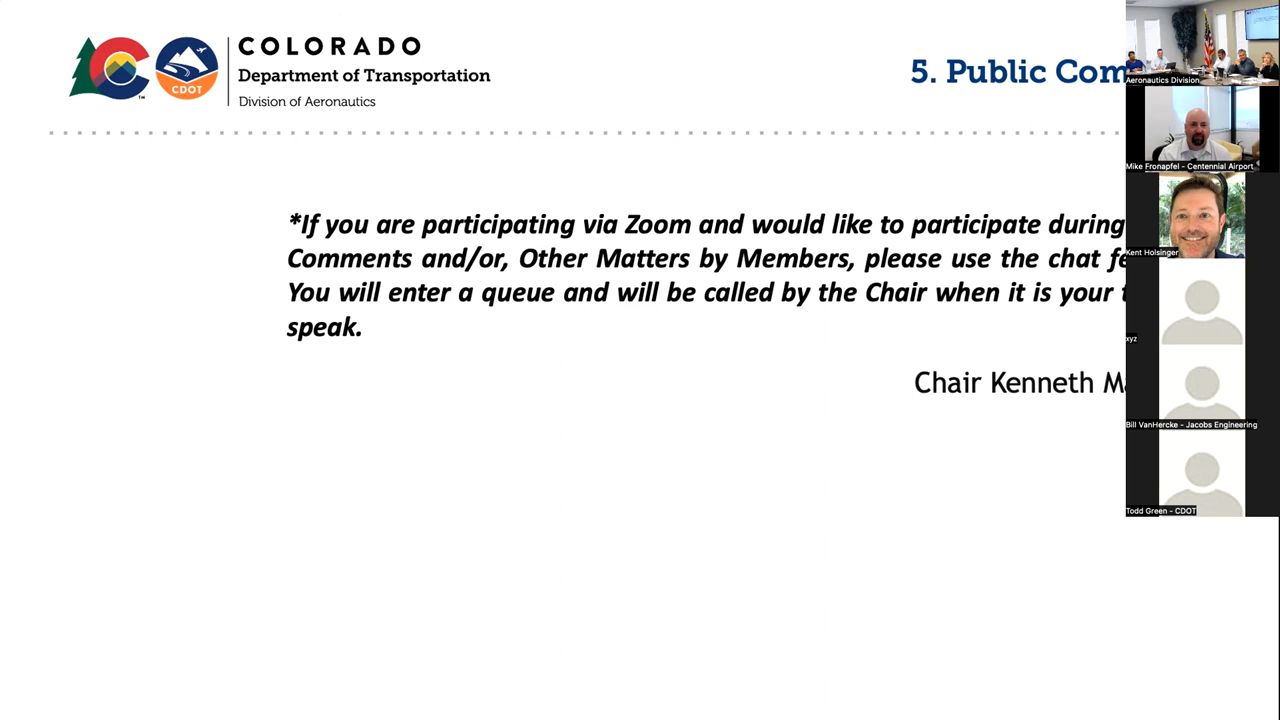 COLORADO
Department of Transportation
Division of Aeronautics
CDOT
TM
5. Public Com
*If you are participating via Zoom and would like to participate during
Comments and/or, Other Matters by Members, please use the chat fe
You will enter a queue and will be called by the Chair when it is your t
speak.
Chair Kenneth Ma
Aeronautics Division
Mike Fronapfel - Centennial Airport
Kent Holsinger
xyz
Bill VanHercke - Jacobs Engineering
Todd Green - CDOT